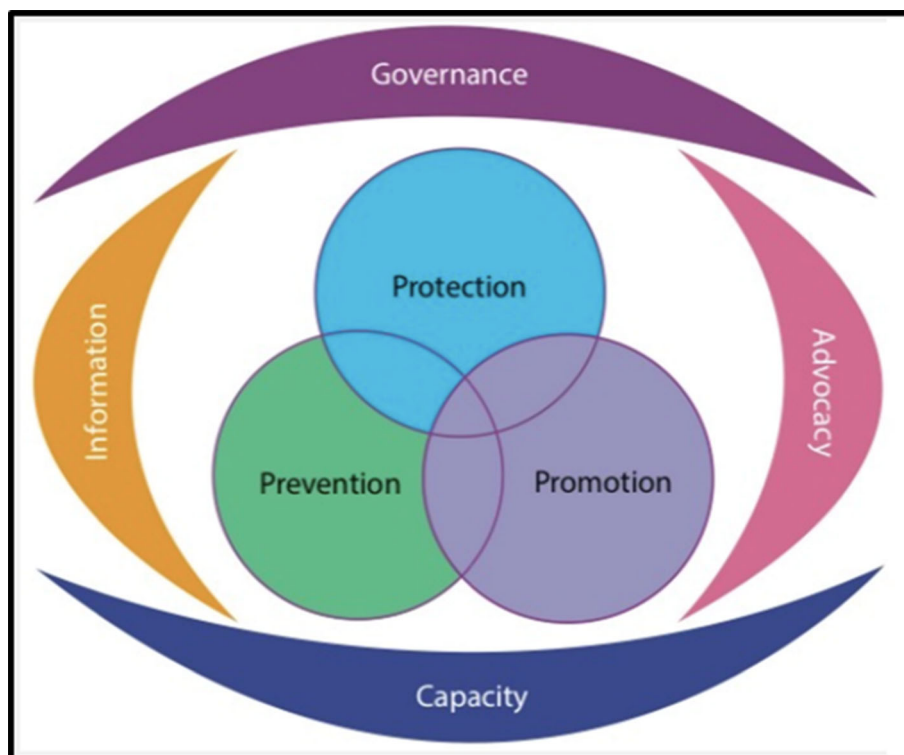 Governance
Protection
Information
Advocacy
Prevention
Promotion
Capacity